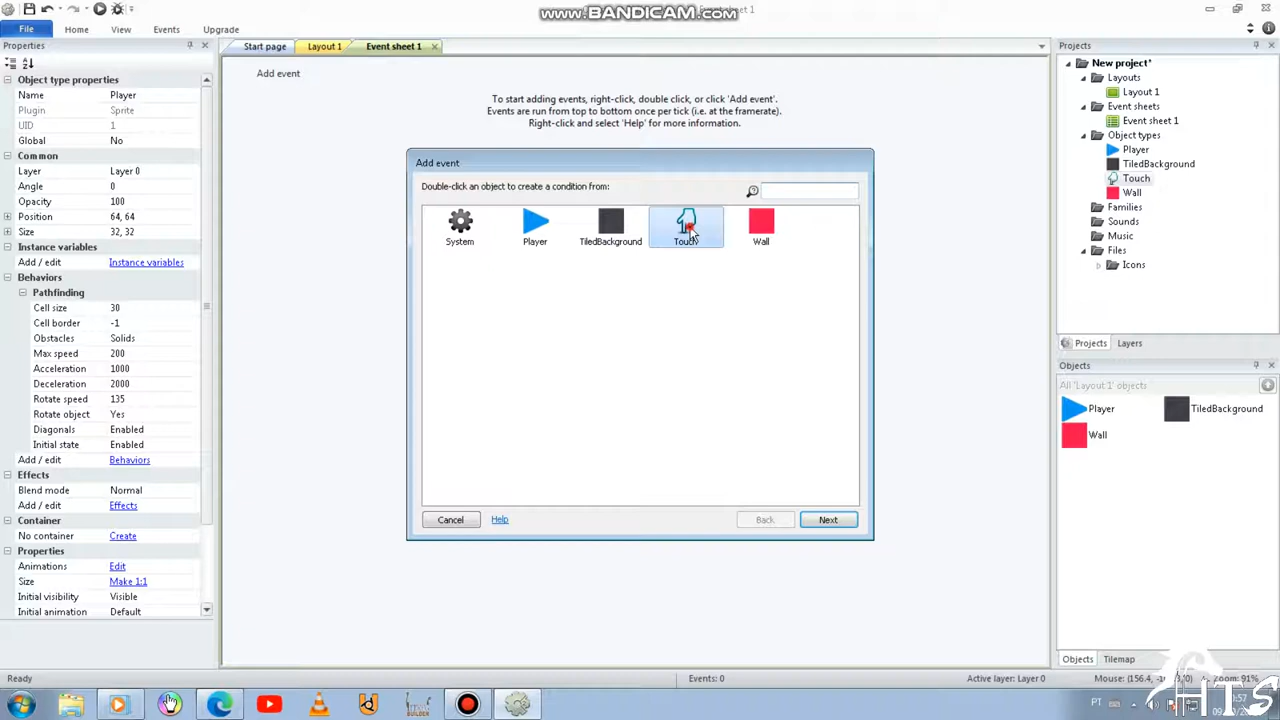 www.BANDICAM.com
File
Home
View
Events
Upgrade
Properties
Start page
Layout 1
Event sheet 1
Projects
Object type properties
Name Player
Plugin Sprite
UID 1
Global No
Common
Layer Layer 0
Angle 0
Opacity 100
Position 64, 64
Size 32, 32
Instance variables
Add / edit Instance variables
Behaviors
Pathfinding
Cell size 30
Cell border -1
Obstacles Solids
Max speed 200
Acceleration 1000
Deceleration 2000
Rotate speed 135
Rotate object Yes
Diagonals Enabled
Initial state Enabled
Add / edit Behaviors
Effects
Blend mode Normal
Add / edit Effects
Container
No container Create
Properties
Animations Edit
Size Make 1:1
Initial visibility Visible
Initial animation Default
Add event
To start adding events, right-click, double click, or click 'Add event'.
Events are run from top to bottom once per tick (i.e. at the framerate).
Right-click and select 'Help' for more information.
Add event
Double-click an object to create a condition from:
System
Player
TiledBackground
Touch
Wall
Cancel
Help
Back
Next
New project*
Layouts
Layout 1
Event sheets
Event sheet 1
Object types
Player
TiledBackground
Touch
Wall
Families
Sounds
Music
Files
Icons
Projects
Layers
Objects
All 'Layout 1' objects
Player
TiledBackground
Wall
Objects
Tilemap
Ready
Events: 0
Active layer: Layer 0
Zoom: 91%
PT
HTS